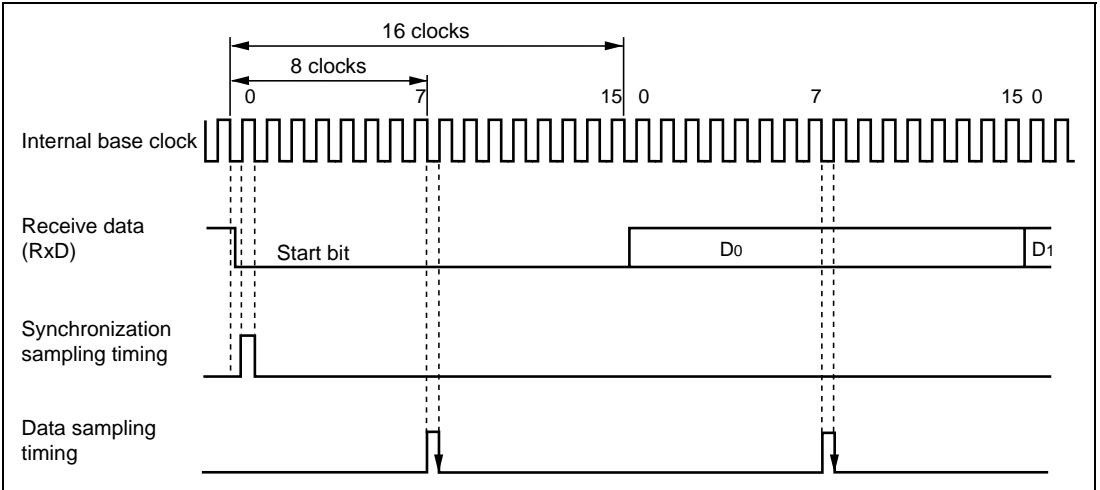 16 clocks
8 clocks
0 7 15 0 7 15 0
Internal base clock
Receive data
(RxD)
Start bit
D0
D1
Synchronization
sampling timing
Data sampling
timing